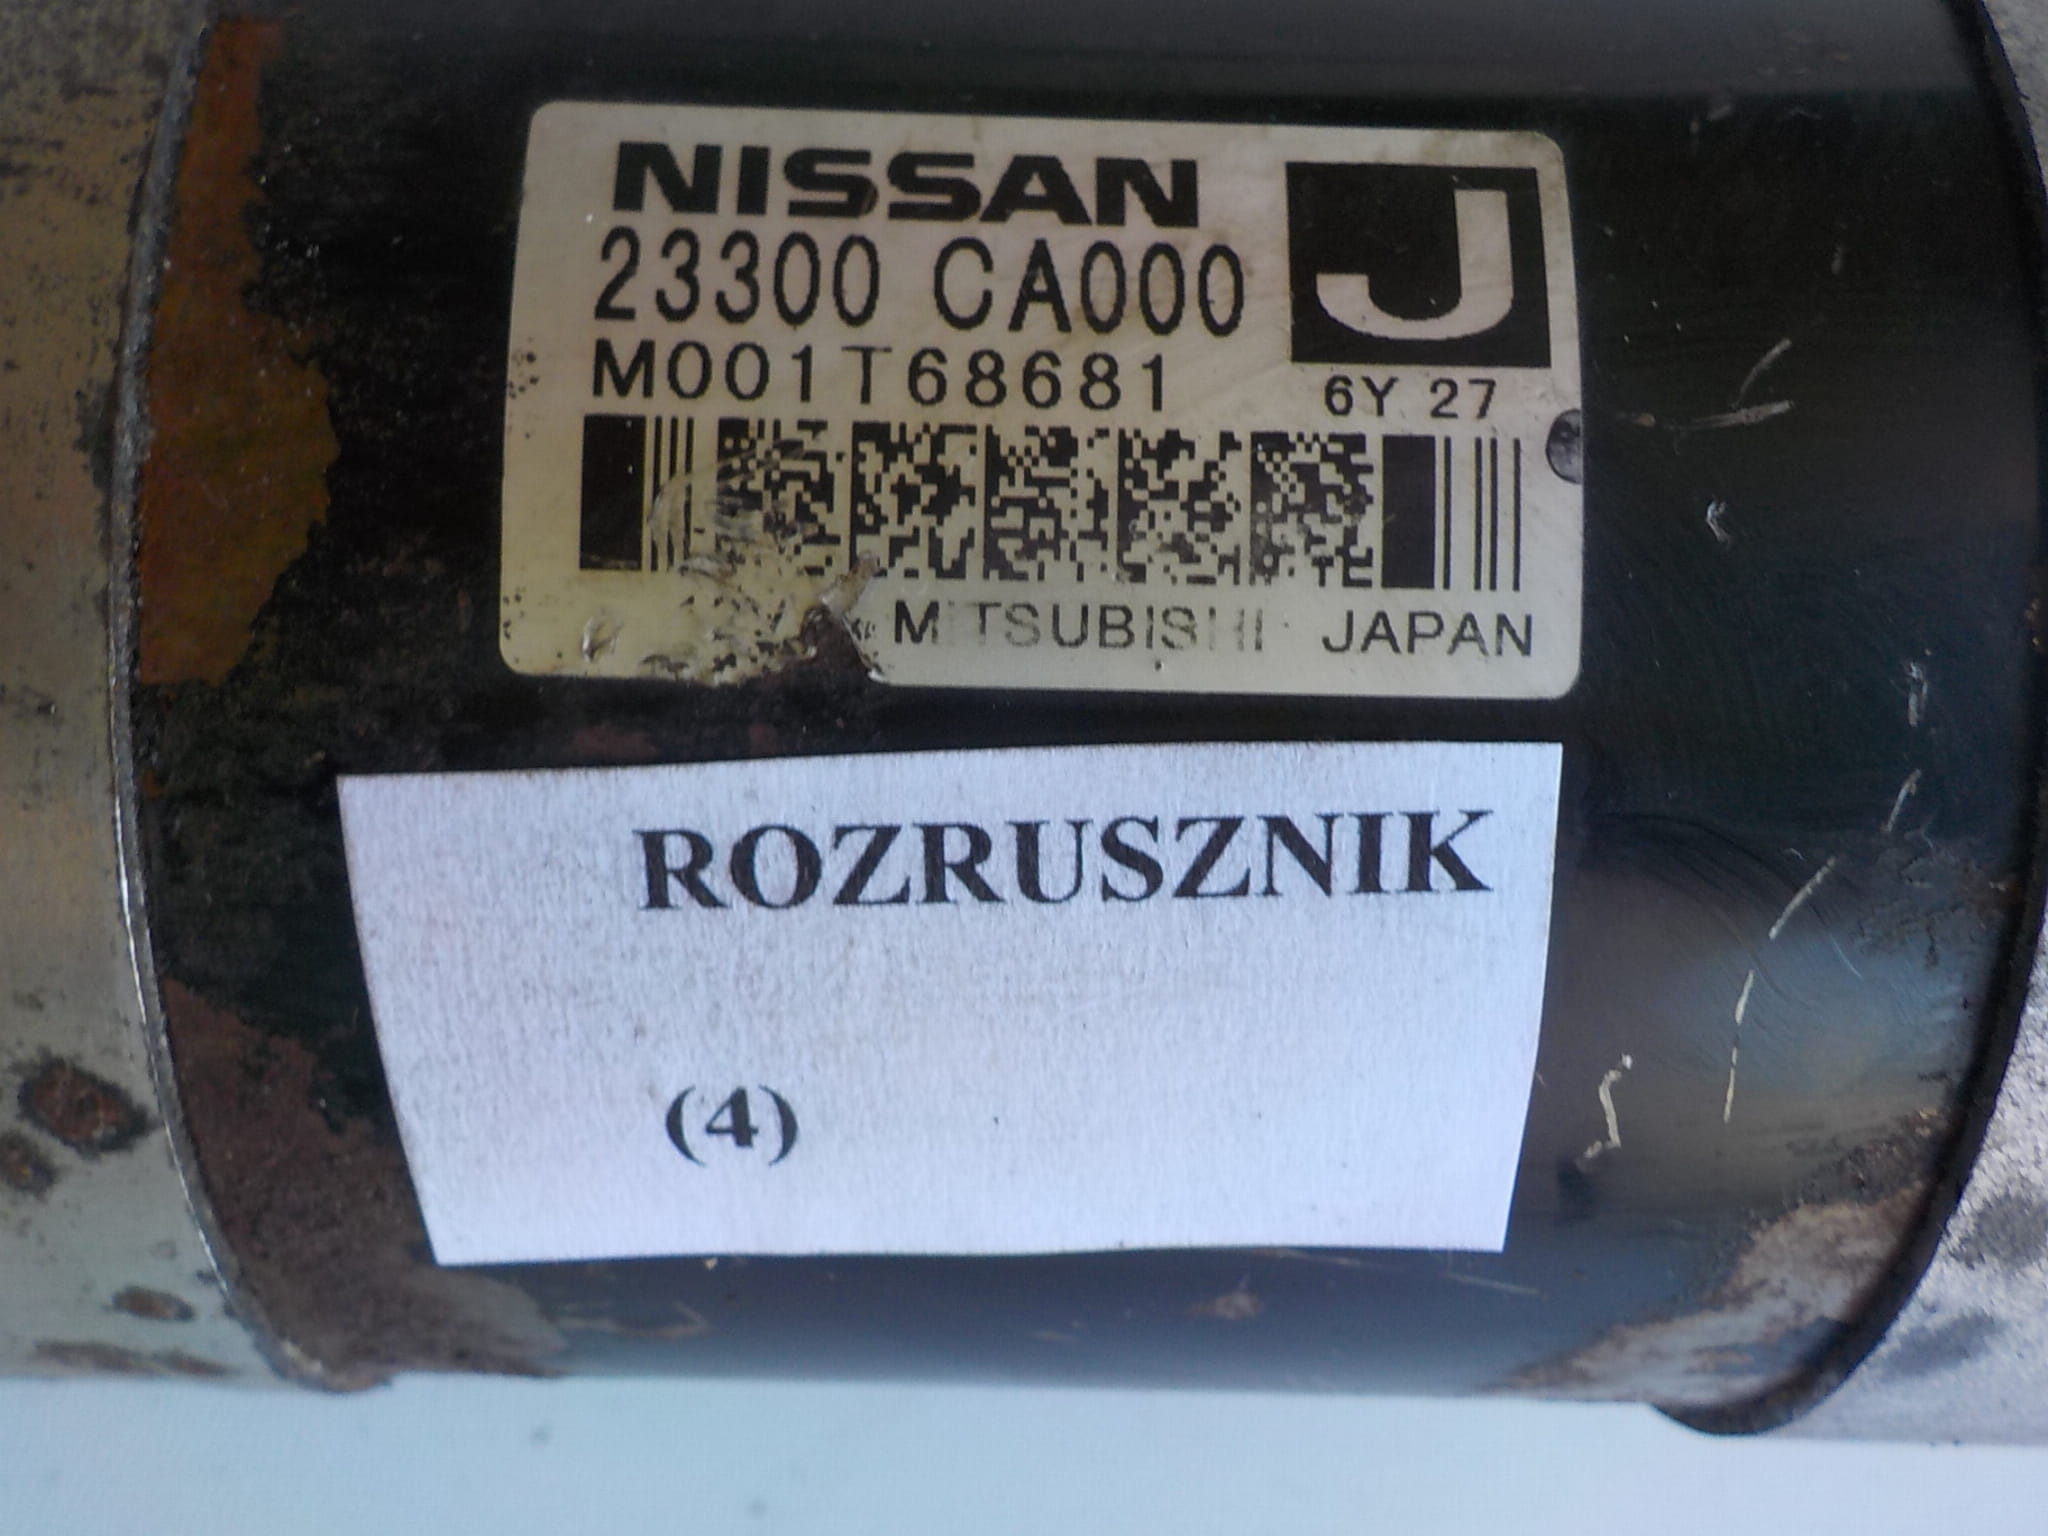 NISSAN
23300 CA000
J
M001T68681
6Y 27
MITSUBISHI JAPAN
ROZRUSZNIK
(4)